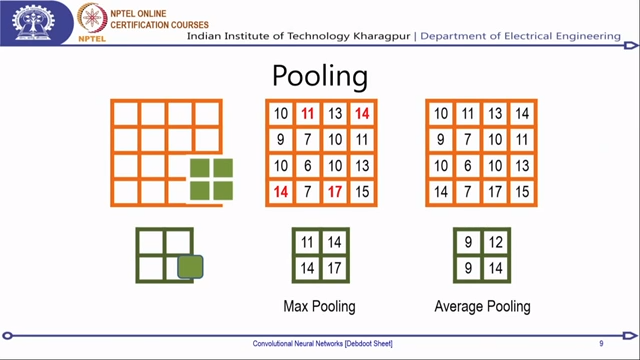 NPTEL ONLINE
CERTIFICATION COURSES
NPTEL
Indian Institute of Technology Kharagpur | Department of Electrical Engineering
Pooling
10 11 13 14 10 11 13 14
9 7 10 11 9 7 10 11
10 6 10 13 10 6 10 13
14 7 17 15 14 7 17 15
11 14 9 12
14 17 9 14
Max Pooling Average Pooling
Convolutional Neural Networks [Debdoot Sheet] 9